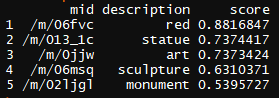 mid description score
1 /m/06fvc red 0.8816847
2 /m/013_1c statue 0.7374417
3 /m/0jjw art 0.7373424
4 /m/06msq sculpture 0.6310371
5 /m/02ljgl monument 0.5395727